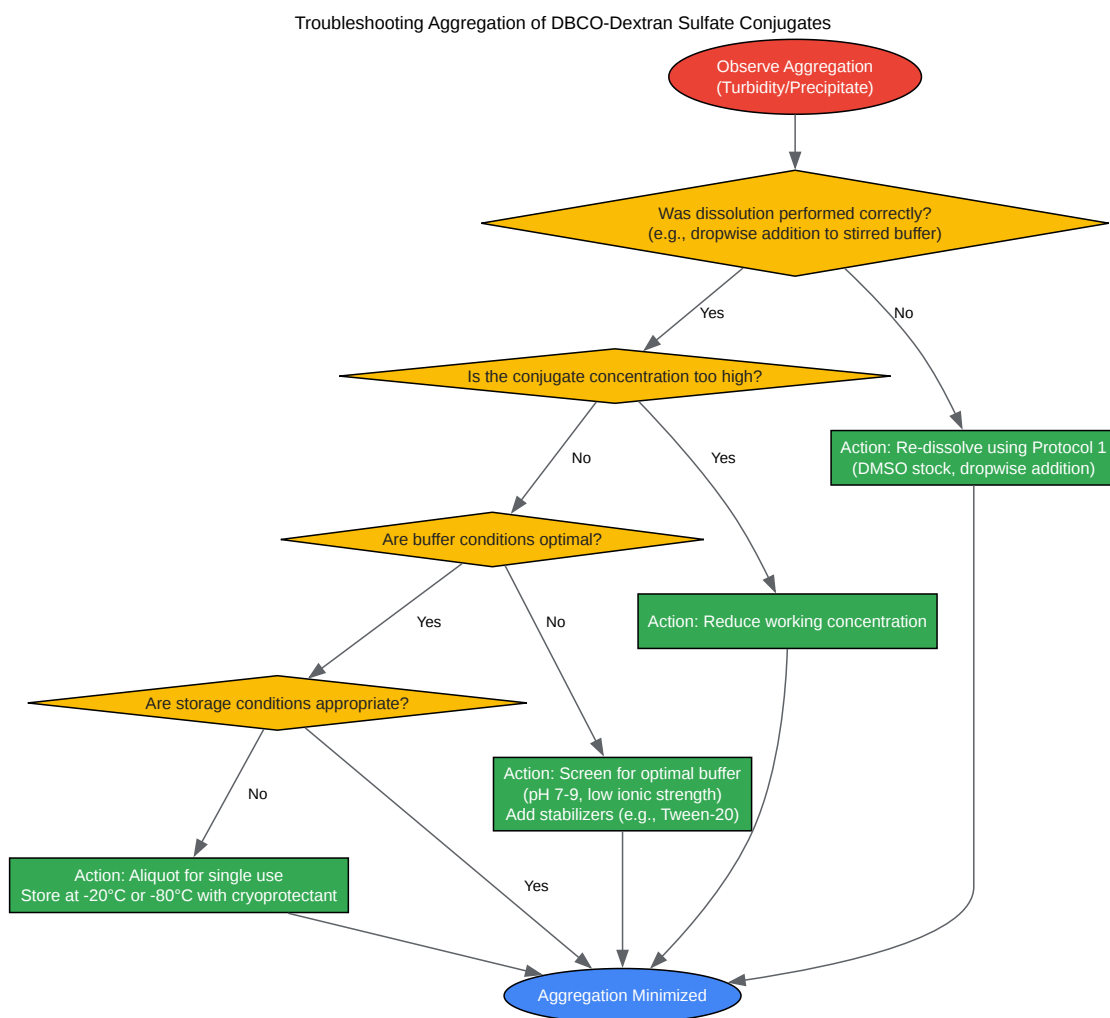 Troubleshooting Aggregation of DBCO-Dextran Sulfate Conjugates
Observe Aggregation
(Turbidity/Precipitate)
Was dissolution performed correctly?
(e.g., dropwise addition to stirred buffer)
Yes
No
Is the conjugate concentration too high?
Action: Re-dissolve using Protocol 1
(DMSO stock, dropwise addition)
No
Yes
Are buffer conditions optimal?
Action: Reduce working concentration
Yes
No
Are storage conditions appropriate?
Action: Screen for optimal buffer
(pH 7-9, low ionic strength)
Add stabilizers (e.g., Tween-20)
No
Yes
Action: Aliquot for single use
Store at -20°C or -80°C with cryoprotectant
Aggregation Minimized